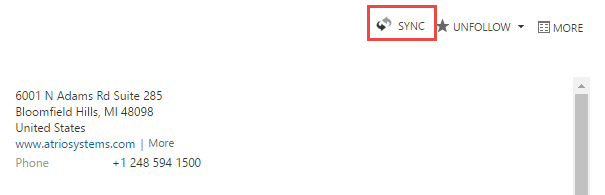 SYNC UNFOLLOW MORE
6001 N Adams Rd Suite 285
Bloomfield Hills, MI 48098
United States
www.atriosystems.com | More
Phone +1 248 594 1500